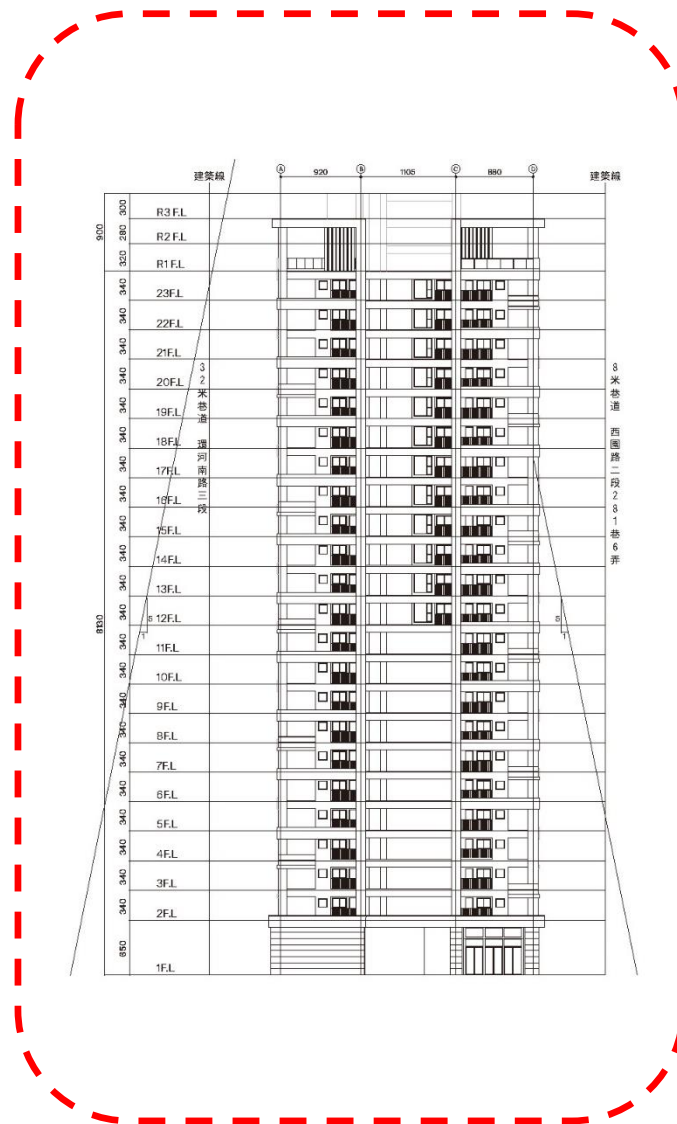 Ⓐ Ⓑ Ⓒ Ⓓ
920 1105 880
建築線 建築線
300 R3 F.L
900
280 R2 F.L
320 R1 F.L
340 23F.L
340 22F.L
340 21F.L
340 20F.L
340 19F.L
340 18F.L
340 17F.L
340 16F.L
340 15F.L
340 14F.L
340 13F.L
340 12F.L
340 11F.L
340 10F.L
340 9F.L
340 8F.L
340 7F.L
340 6F.L
340 5F.L
340 4F.L
340 3F.L
340 2F.L
650 1F.L
8130
32米巷道 環河南路三段
8米巷道 西園路二段281巷6弄
5
1
5
1